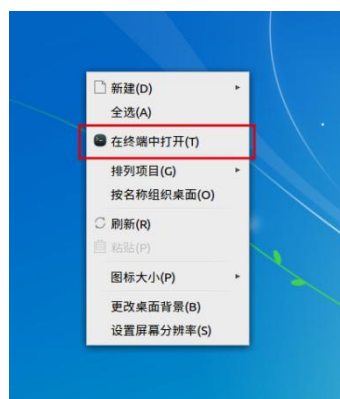 新建(D)
全选(A)
在终端中打开(T)
排列项目(G)
按名称组织桌面(O)
刷新(R)
粘贴(P)
图标大小(P)
更改桌面背景(B)
设置屏幕分辨率(S)